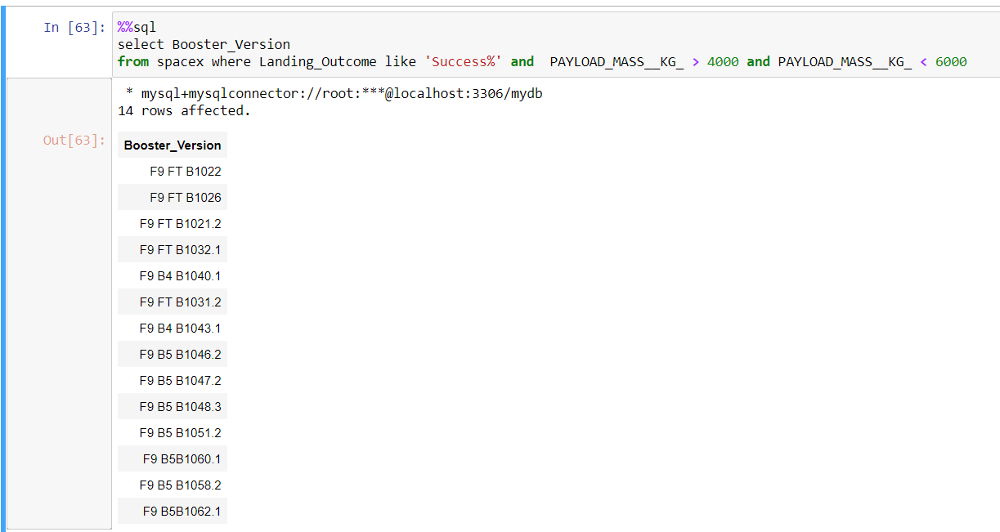 In [63]: %%sql
select Booster_Version
from spacex where Landing_Outcome like 'Success%' and  PAYLOAD_MASS__KG_ > 4000 and PAYLOAD_MASS__KG_ < 6000
* mysql+mysqlconnector://root:***@localhost:3306/mydb
14 rows affected.
Out[63]:
Booster_Version
F9 FT B1022
F9 FT B1026
F9 FT B1021.2
F9 FT B1032.1
F9 B4 B1040.1
F9 FT B1031.2
F9 B4 B1043.1
F9 B5 B1046.2
F9 B5 B1047.2
F9 B5 B1048.3
F9 B5 B1051.2
F9 B5B1060.1
F9 B5 B1058.2
F9 B5B1062.1